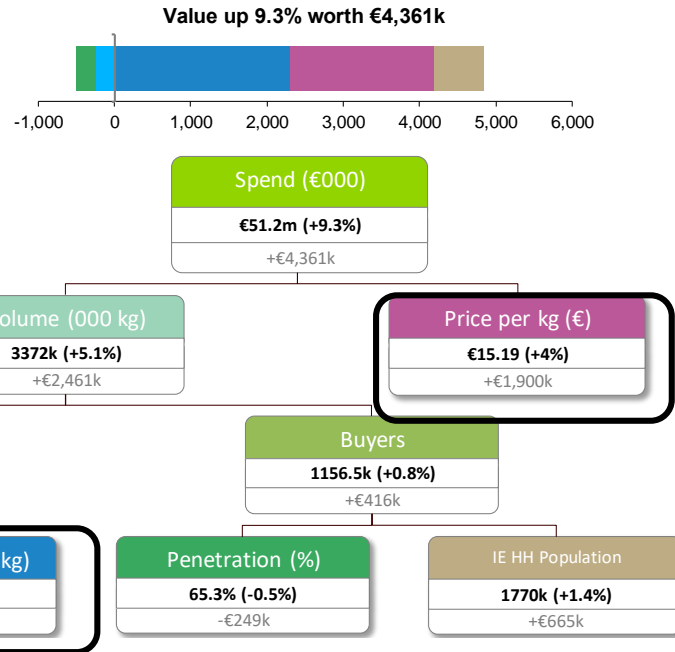 Value up 9.3% worth €4,361k
-1,000 0 1,000 2,000 3,000 4,000 5,000 6,000
Spend (€000)
€51.2m (+9.3%)
+€4,361k
olume (000 kg)
3372k (+5.1%)
+€2,461k
Price per kg (€)
€15.19 (+4%)
+€1,900k
Buyers
1156.5k (+0.8%)
+€416k
kg)
Penetration (%)
65.3% (-0.5%)
-€249k
IE HH Population
1770k (+1.4%)
+€665k